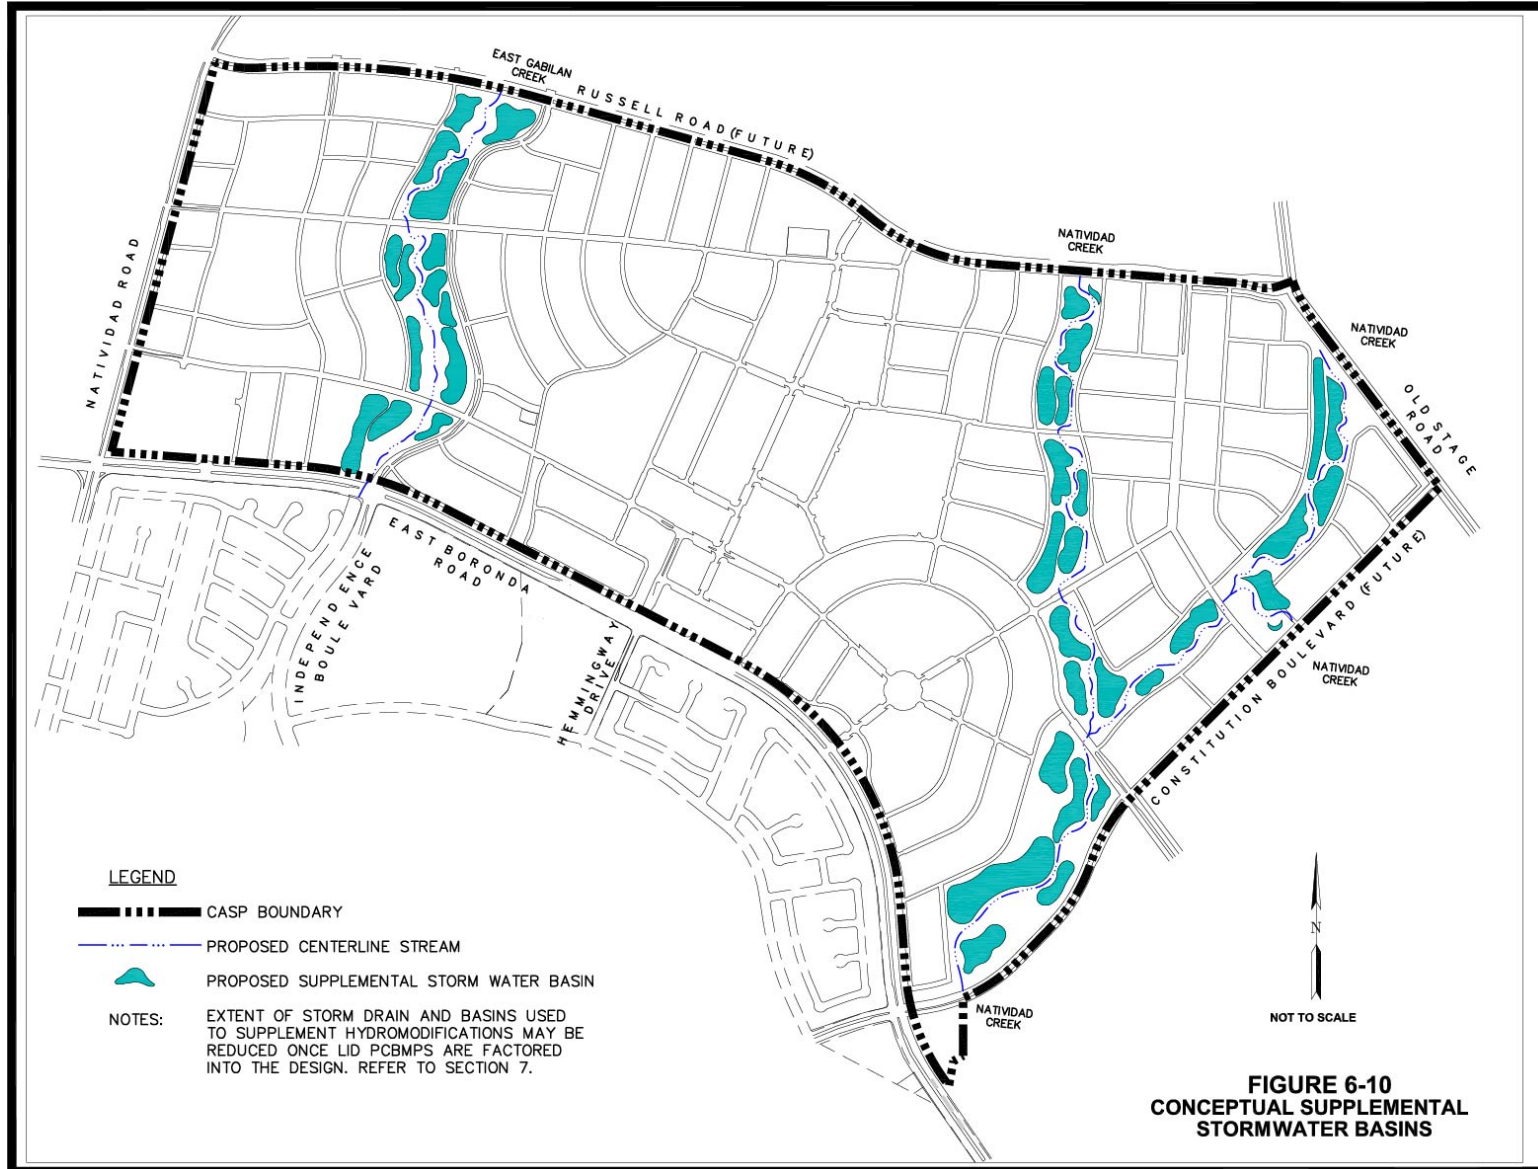 EAST GABILAN
CREEK
RUSSELL ROAD (FUTURE)
NATIVIDAD
CREEK
NATIVIDAD
CREEK
OLD STAGE
ROAD
NATIVIDAD ROAD
EAST BORONDA
ROAD
INDEPENDENCE
BOULEVARD
HEMMINGWAY
DRIVE
CONSTITUTION BOULEVARD (FUTURE)
NATIVIDAD
CREEK
NATIVIDAD
CREEK
LEGEND
CASP BOUNDARY
PROPOSED CENTERLINE STREAM
PROPOSED SUPPLEMENTAL STORM WATER BASIN
NOTES: EXTENT OF STORM DRAIN AND BASINS USED
TO SUPPLEMENT HYDROMODIFICATIONS MAY BE
REDUCED ONCE LID PCBMPS ARE FACTORED
INTO THE DESIGN. REFER TO SECTION 7.
N
NOT TO SCALE
FIGURE 6-10
CONCEPTUAL SUPPLEMENTAL
STORMWATER BASINS